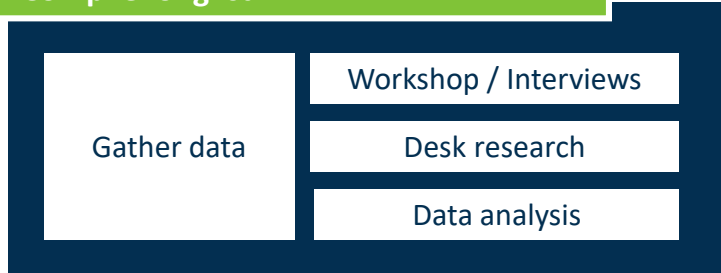 Workshop / Interviews
Gather data
Desk research
Data analysis